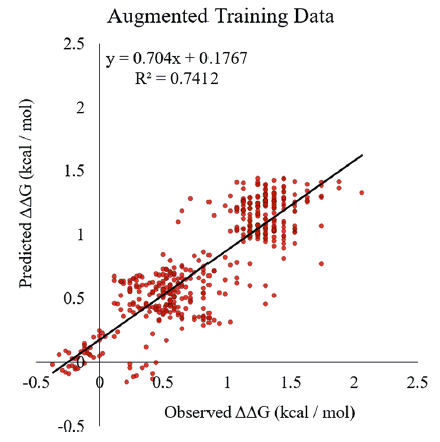 Augmented Training Data
y = 0.704x + 0.1767
R² = 0.7412
Predicted ΔΔG (kcal / mol)
2.5
2
1.5
1
0.5
0
-0.5
-0.5 0 0.5 1 1.5 2 2.5
Observed ΔΔG (kcal / mol)